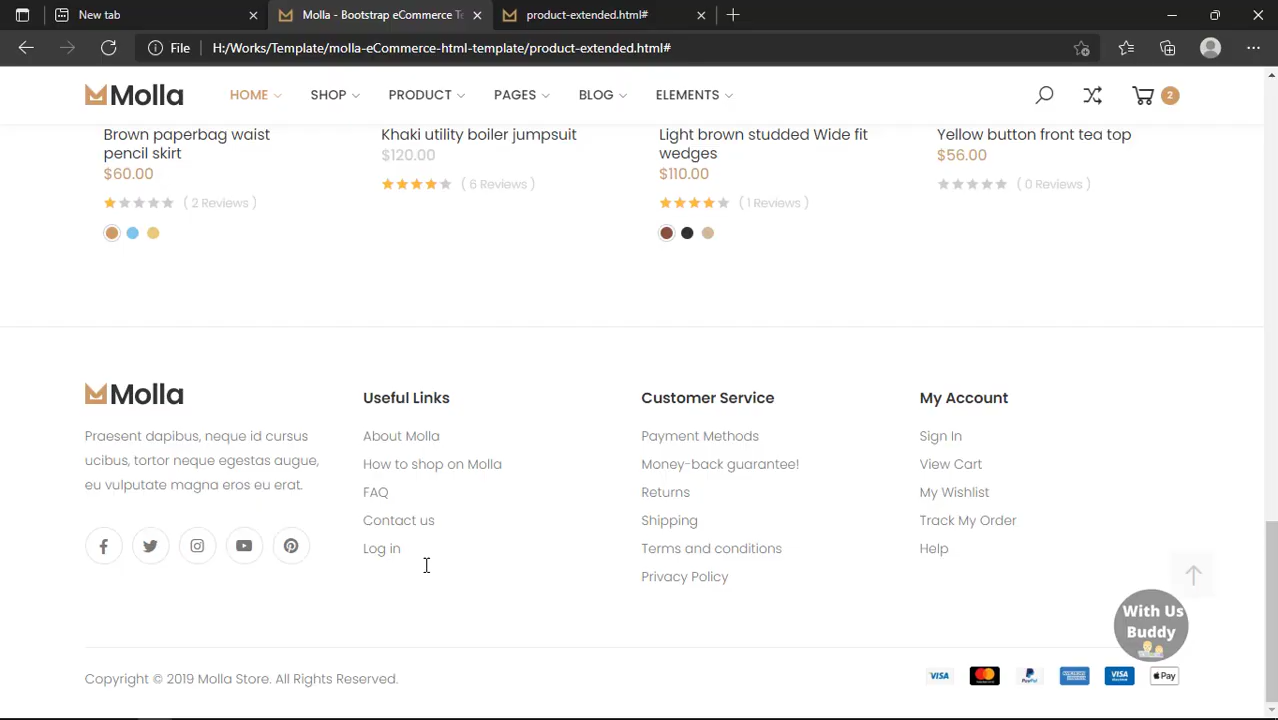 New tab
Molla - Bootstrap eCommerce Te
product-extended.html#
File
H:/Works/Template/molla-eCommerce-html-template/product-extended.html#
Molla
HOME
SHOP
PRODUCT
PAGES
BLOG
ELEMENTS
2
Brown paperbag waist
pencil skirt
$60.00
( 2 Reviews )
Khaki utility boiler jumpsuit
$120.00
( 6 Reviews )
Light brown studded Wide fit
wedges
$110.00
( 1 Reviews )
Yellow button front tea top
$56.00
( 0 Reviews )
Molla
Praesent dapibus, neque id cursus
ucibus, tortor neque egestas augue,
eu vulputate magna eros eu erat.
Useful Links
About Molla
How to shop on Molla
FAQ
Contact us
Log in
Customer Service
Payment Methods
Money-back guarantee!
Returns
Shipping
Terms and conditions
Privacy Policy
My Account
Sign In
View Cart
My Wishlist
Track My Order
Help
With Us
Buddy
Copyright © 2019 Molla Store. All Rights Reserved.
VISA
PayPal
VISA
Pay